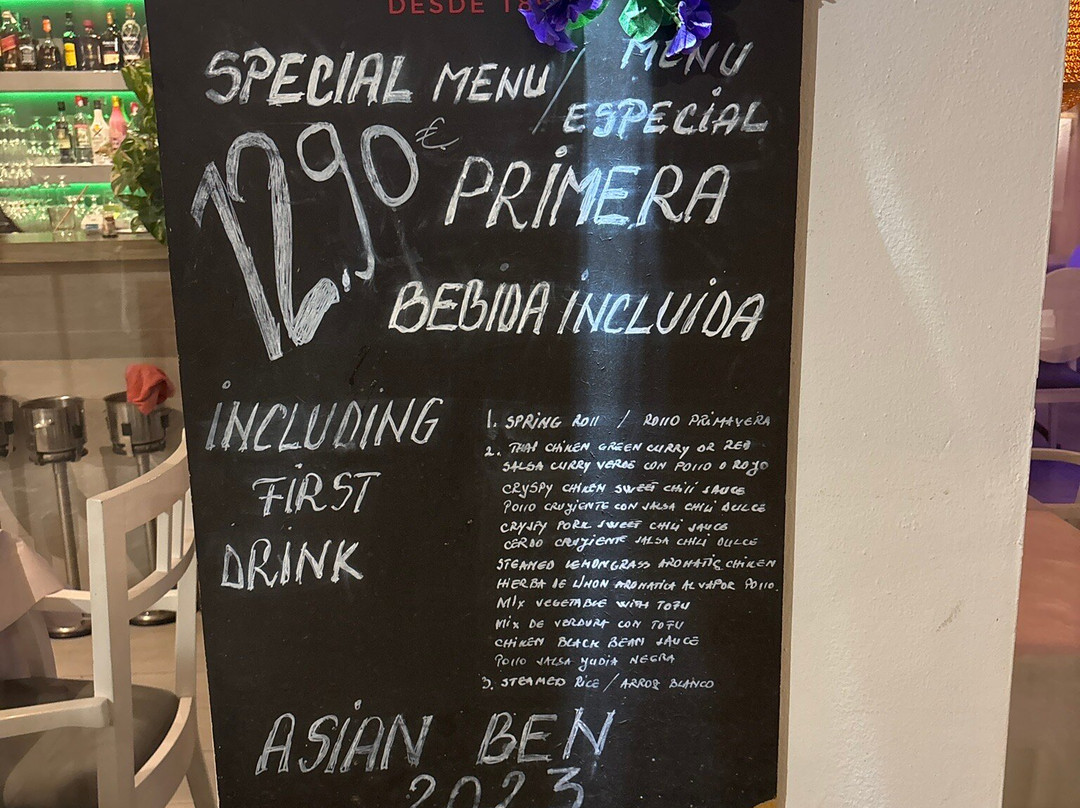 DESDE 18
SPECIAL MENU / MENU
ESPECIAL
12,90 €.
PRIMERA
BEBIDA INCLUIDA
INCLUDING
FIRST
DRINK
1. SPRING ROll / ROllO PRIMAVERA
2. THAI CHIKEN GREEN CURRY OR RED
SALSA CURRY VERDE CON POllO O ROJO
CRYSPY CHIKEN SWEET CHILI SAUCE
POllO CRUJIENTE CON SALSA CHILI DULCE
CRYSPY PORK SWEET CHILI SAUCE
CERDO CRUJIENTE SALSA CHILI DULCE
STEAMED LEMONGRASS AROMATIC CHIKEN
HIERBA DE LIMON AROMATICA AL VAPOR POllO.
MIX VEGETABLE WITH TOFU
MIX DE VERDURA CON TOFU
CHIKEN BLACK BEAN SAUCE
POllO SALSA YUDIA NEGRA
3. STEAMED RICE / ARROZ BLANCO
ASIAN BEN
2023